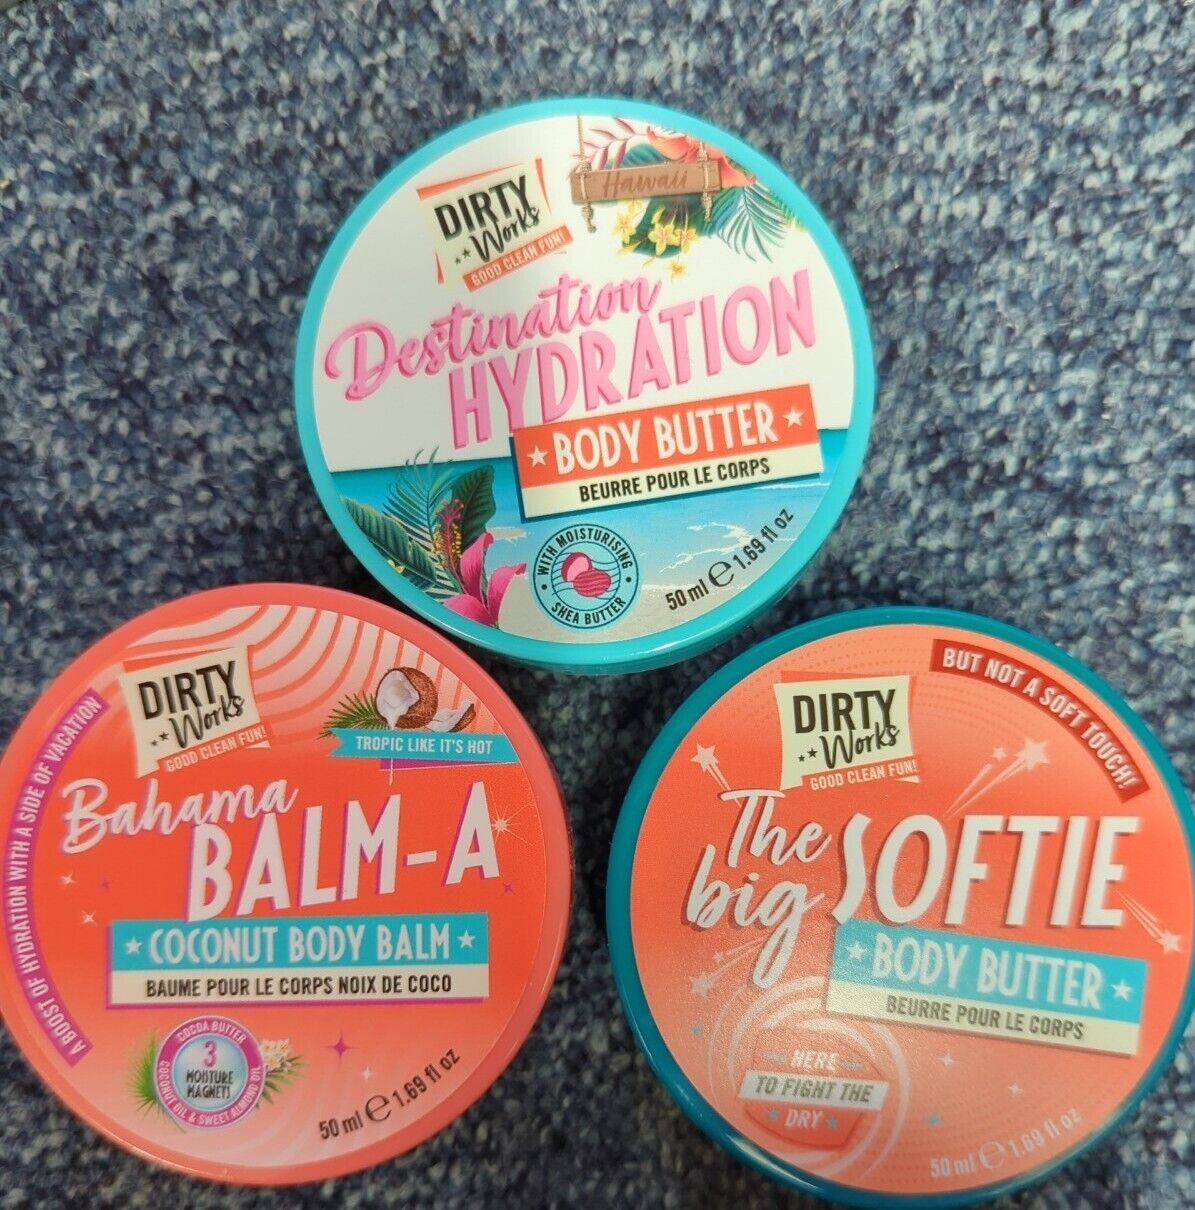 DIRTY
Works
GOOD CLEAN FUN!
Hawaii
Destination
HYDRATION
BODY BUTTER
BEURRE POUR LE CORPS
WITH MOISTURISING
SHEA BUTTER
50 ml e 1.69 fl oz
DIRTY
Works
GOOD CLEAN FUN!
TROPIC LIKE IT'S HOT
A BOOST OF HYDRATION WITH A SIDE OF VACATION
Bahama
BALM-A
COCONUT BODY BALM
BAUME POUR LE CORPS NOIX DE COCO
COCOA BUTTER
3
MOISTURE
MAGNETS
COCONUT OIL & SWEET ALMOND OIL
50 ml e 1.69 fl oz
DIRTY
Works
GOOD CLEAN FUN!
BUT NOT A SOFT TOUCH!
The
big SOFTIE
BODY BUTTER
BEURRE POUR LE CORPS
HERE
TO FIGHT THE
DRY
50 ml e 1.69 fl oz